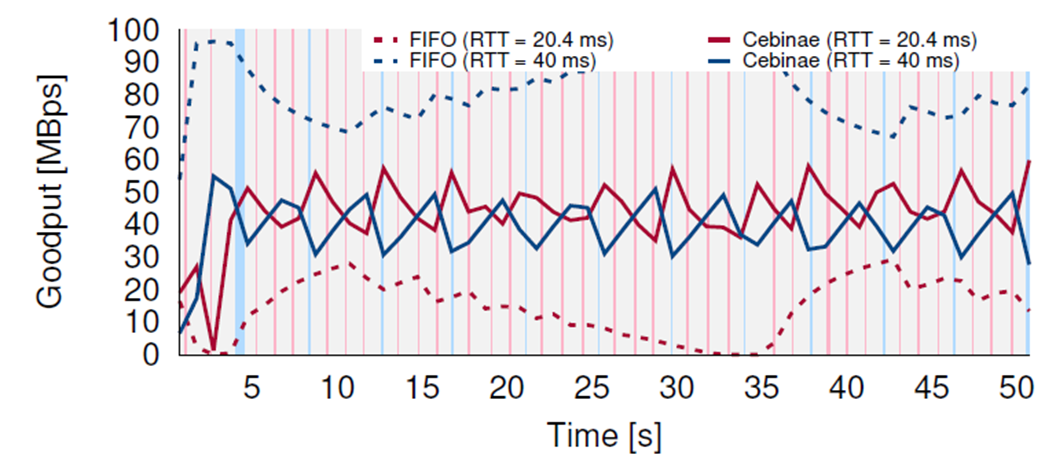 100
90
80
70
60
50
40
30
20
10
0
Goodput [MBps]
FIFO (RTT = 20.4 ms)
FIFO (RTT = 40 ms)
Cebinae (RTT = 20.4 ms)
Cebinae (RTT = 40 ms)
5 10 15 20 25 30 35 40 45 50
Time [s]